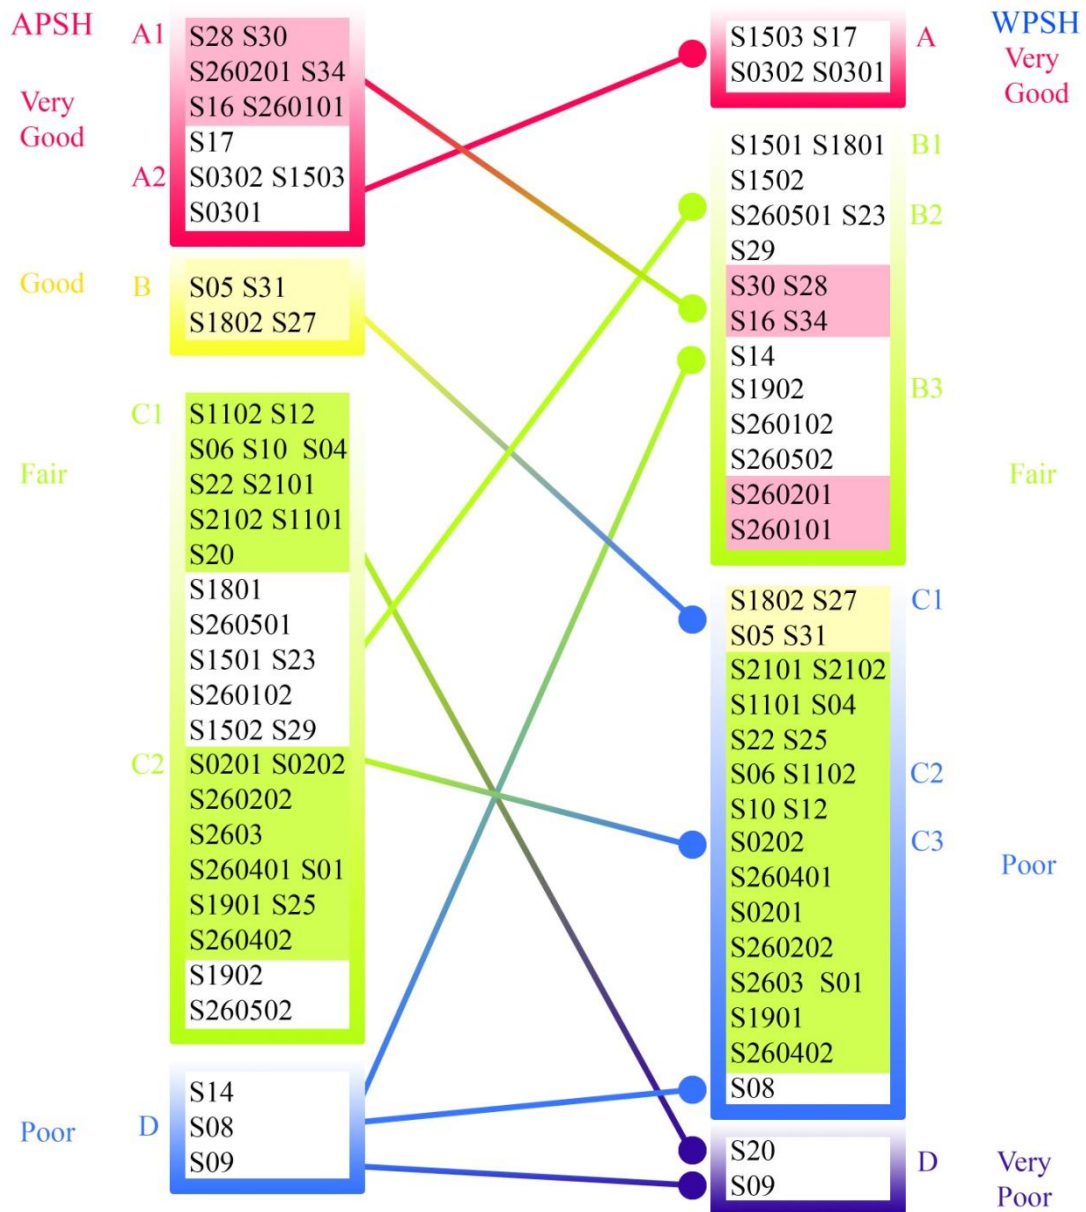 APSH
A1
S28 S30
S260201 S34
S16 S260101
Very
Good
S17
A2
S0302 S1503
S0301
Good
B
S05 S31
S1802 S27
C1
S1102 S12
S06 S10 S04
Fair
S22 S2101
S2102 S1101
S20
S1801
S260501
S1501 S23
S260102
S1502 S29
C2
S0201 S0202
S260202
S2603
S260401 S01
S1901 S25
S260402
S1902
S260502
S14
Poor
D
S08
S09
WPSH
A
S1503 S17
S0302 S0301
Very
Good
S1501 S1801
B1
S1502
S260501 S23
B2
S29
S30 S28
S16 S34
S14
S1902
B3
S260102
S260502
Fair
S260201
S260101
S1802 S27
C1
S05 S31
S2101 S2102
S1101 S04
S22 S25
S06 S1102
C2
S10 S12
S0202
C3
Poor
S260401
S0201
S260202
S2603 S01
S1901
S260402
S08
S20
D
Very
Poor
S09